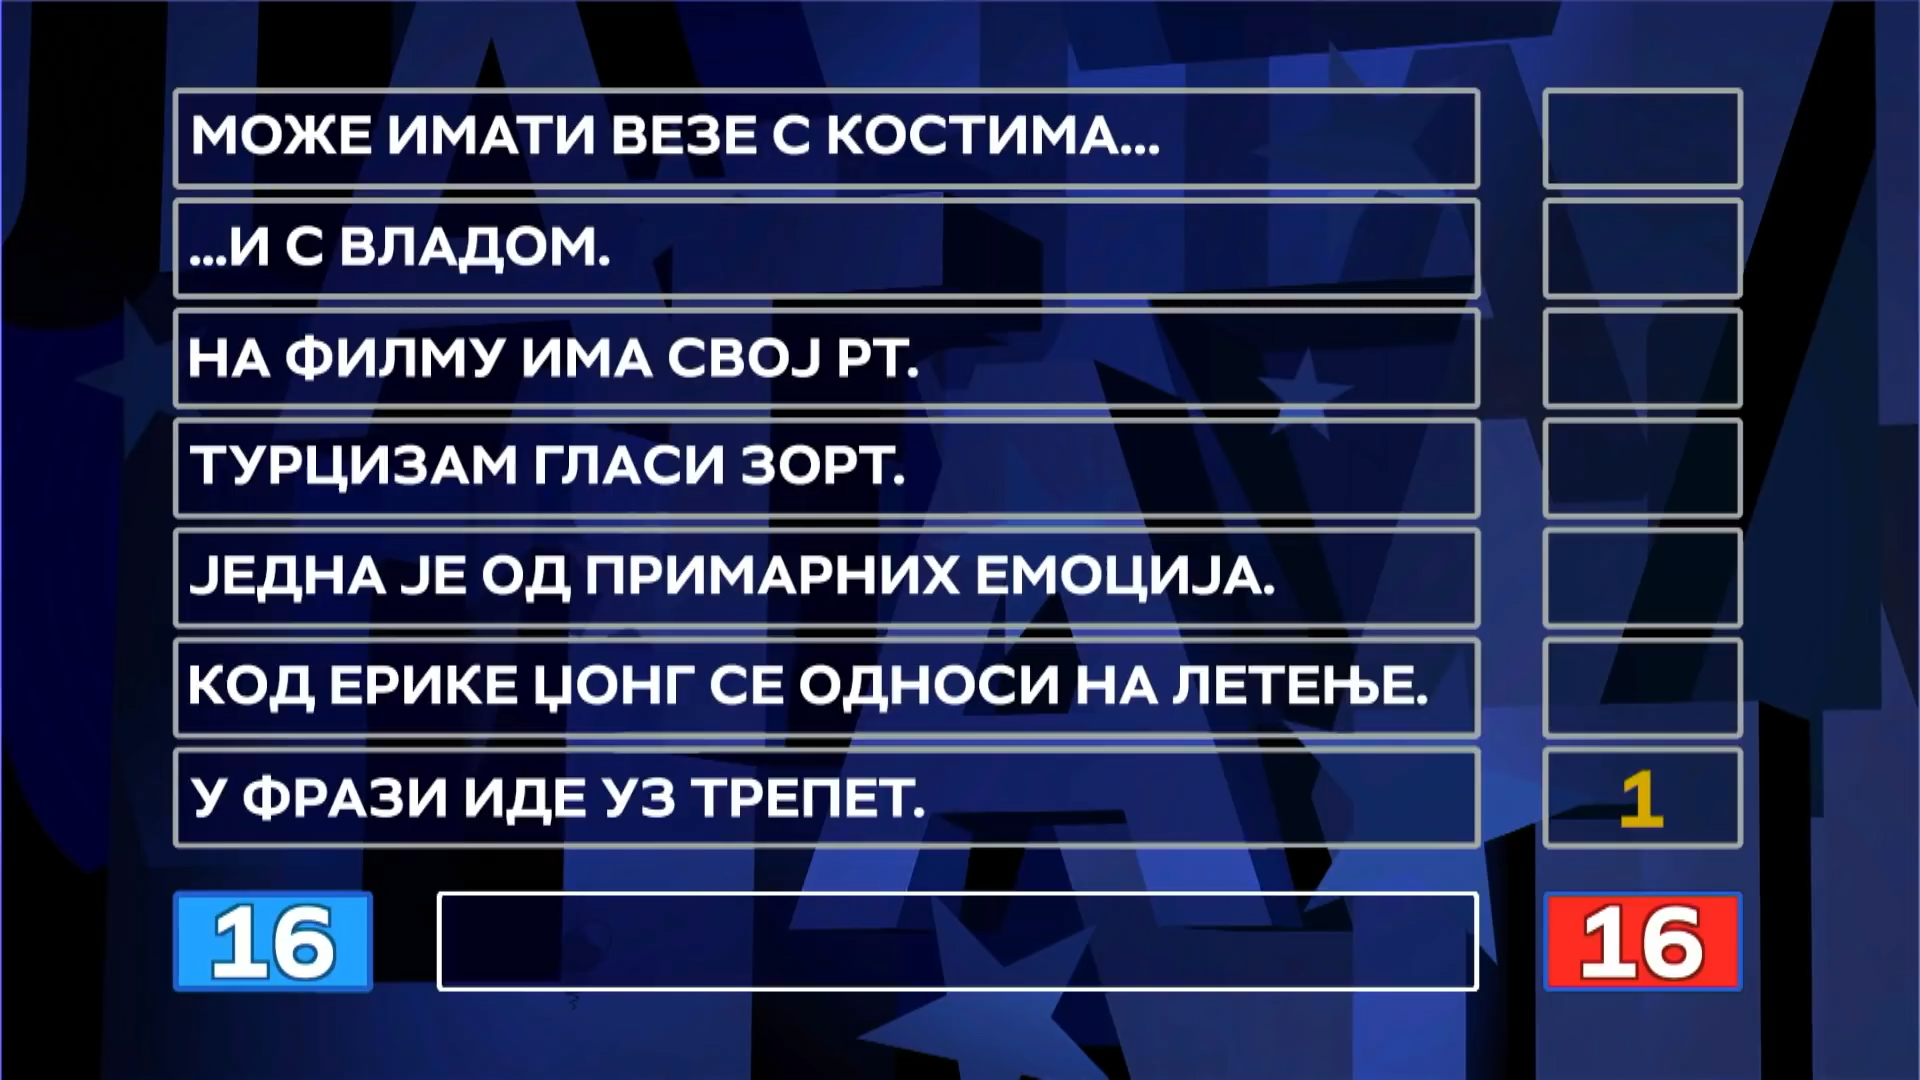 МОЖЕ ИМАТИ ВЕЗЕ С КОСТИМА...
...И С ВЛАДОМ.
НА ФИЛМУ ИМА СВОЈ РТ.
ТУРЦИЗАМ ГЛАСИ ЗОРТ.
ЈЕДНА ЈЕ ОД ПРИМАРНИХ ЕМОЦИЈА.
КОД ЕРИКЕ ЏОНГ СЕ ОДНОСИ НА ЛЕТЕЊЕ.
У ФРАЗИ ИДЕ УЗ ТРЕПЕТ. 1
16 16